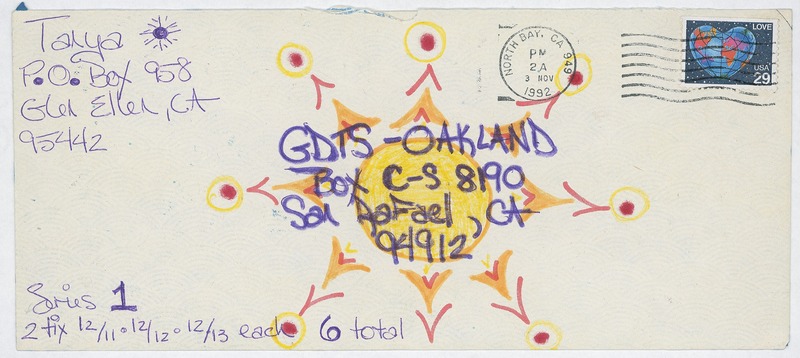 Tanya
P.O. Box 958
Glen Ellen, CA
95442
NORTH BAY, CA 949
PM
2A
3 NOV
1992
LOVE
USA
29
GDTS - OAKLAND
Box C-S 8190
San Rafael, CA
94912
Series 1
2 tix 12/11 · 12/12 · 12/13 each 6 total